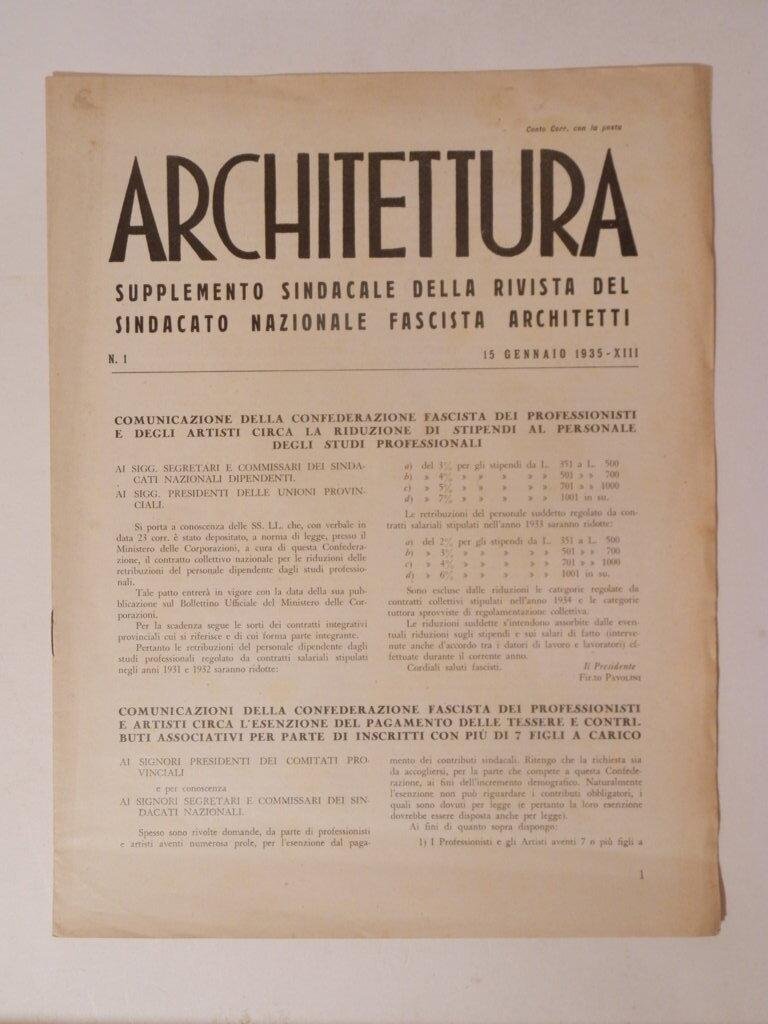 Conto Corr. con la posta
ARCHITETTURA
SUPPLEMENTO SINDACALE DELLA RIVISTA DEL
SINDACATO NAZIONALE FASCISTA ARCHITETTI
N. 1
15 GENNAIO 1935-XIII
COMUNICAZIONE DELLA CONFEDERAZIONE FASCISTA DEI PROFESSIONISTI
E DEGLI ARTISTI CIRCA LA RIDUZIONE DI STIPENDI AL PERSONALE
DEGLI STUDI PROFESSIONALI
AI SIGG. SEGRETARI E COMMISSARI DEI SINDA-
CATI NAZIONALI DIPENDENTI.
AI SIGG. PRESIDENTI DELLE UNIONI PROVIN-
CIALI.
Si porta a conoscenza delle SS. LL. che, con verbale in
data 23 corr. è stato depositato, a norma di legge, presso il
Ministero delle Corporazioni, a cura di questa Confedera-
zione, il contratto collettivo nazionale per le riduzioni delle
retribuzioni del personale dipendente dagli studi professio-
nali.
Tale patto entrerà in vigore con la data della sua pub-
blicazione sul Bollettino Ufficiale del Ministero delle Cor-
porazioni.
Per la scadenza segue le sorti dei contratti integrativi
provinciali cui si riferisce e di cui forma parte integrante.
Pertanto le retribuzioni del personale dipendente dagli
studi professionali regolato da contratti salariali stipulati
negli anni 1931 e 1932 saranno ridotte:
a) del 3% per gli stipendi da L. 351 a L. 500
b) » 4% » » » » 501 » » 700
c) » 5% » » » » 701 » » 1000
d) » 7% » » » » 1001 in su.
Le retribuzioni del personale suddetto regolato da con-
tratti salariali stipulati nell'anno 1933 saranno ridotte:
a) del 2% per gli stipendi da L. 351 a L. 500
b) » 3% » » » » 501 » » 700
c) » 4% » » » » 701 » » 1000
d) » 6% » » » » 1001 in su.
Sono escluse dalle riduzioni le categorie regolate da
contratti collettivi stipulati nell'anno 1934 e le categorie
tuttora sprovviste di regolamentazione collettiva.
Le riduzioni suddette s'intendono assorbite dalle even-
tuali riduzioni sugli stipendi e sui salari di fatto (interve-
nute anche d'accordo tra i datori di lavoro e lavoratori) ef-
fettuate durante il corrente anno.
Cordiali saluti fascisti.
Il Presidente
PAVOLINI
COMUNICAZIONI DELLA CONFEDERAZIONE FASCISTA DEI PROFESSIONISTI
E ARTISTI CIRCA L'ESENZIONE DEL PAGAMENTO DELLE TESSERE E CONTRI-
BUTI ASSOCIATIVI PER PARTE DI INSCRITTI CON PIÙ DI 7 FIGLI A CARICO
AI SIGNORI PRESIDENTI DEI COMITATI PRO-
VINCIALI
e per conoscenza
AI SIGNORI SEGRETARI E COMMISSARI DEI SIN-
DACATI NAZIONALI.
Spesso sono rivolte domande, da parte di professionisti
e artisti aventi numerosa prole, per l'esenzione dal paga-
mento dei contributi sindacali. Ritengo che la richiesta sia
da accogliersi, per la parte che compete a questa Confede-
razione, ai fini dell'incremento demografico. Naturalmente
l'esenzione non può riguardare i contributi obbligatori, i
quali sono dovuti per legge (e pertanto la loro esenzione
dovrebbe essere disposta anche per legge).
Ai fini di quanto sopra dispongo:
1) I Professionisti e gli Artisti aventi 7 o più figli a
1